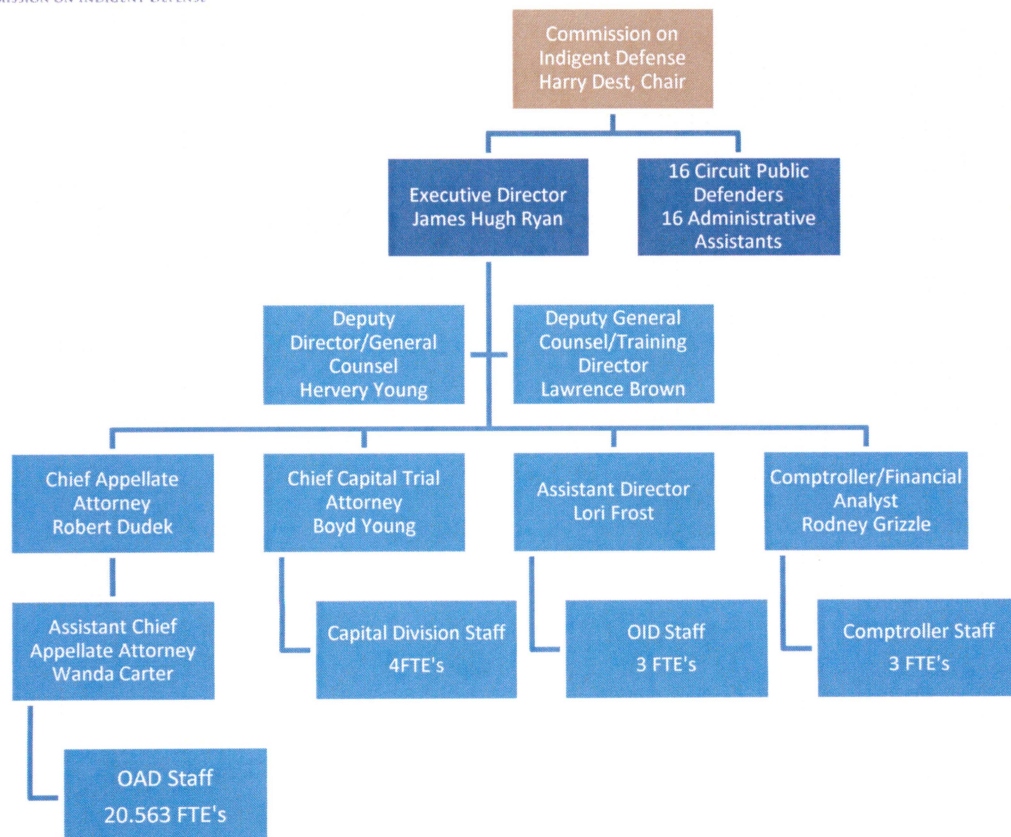 Commission on
Indigent Defense
Harry Dest, Chair
Executive Director
James Hugh Ryan
16 Circuit Public
Defenders
16 Administrative
Assistants
Deputy
Director/General
Counsel
Hervery Young
Deputy General
Counsel/Training
Director
Lawrence Brown
Chief Appellate
Attorney
Robert Dudek
Chief Capital Trial
Attorney
Boyd Young
Assistant Director
Lori Frost
Comptroller/Financial
Analyst
Rodney Grizzle
Assistant Chief
Appellate Attorney
Wanda Carter
Capital Division Staff
4FTE's
OID Staff
3 FTE's
Comptroller Staff
3 FTE's
OAD Staff
20.563 FTE's